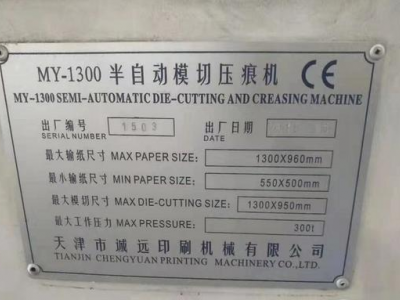 MY-1300 半自动模切压痕机 CE
MY-1300 SEMI-AUTOMATIC DIE-CUTTING AND CREASING MACHINE
出厂编号 1503 出厂日期
SERIAL NUMBER DATE
最大输纸尺寸 MAX PAPER SIZE: 1300X960mm
最小输纸尺寸 MIN PAPER SIZE: 550X500mm
最大模切尺寸 MAX DIE-CUTTING SIZE: 1300X950mm
最大工作压力 MAX PRESSURE: 300t
天津市诚远印刷机械有限公司
TIANJIN CHENGYUAN PRINTING MACHINERY CO., LTD